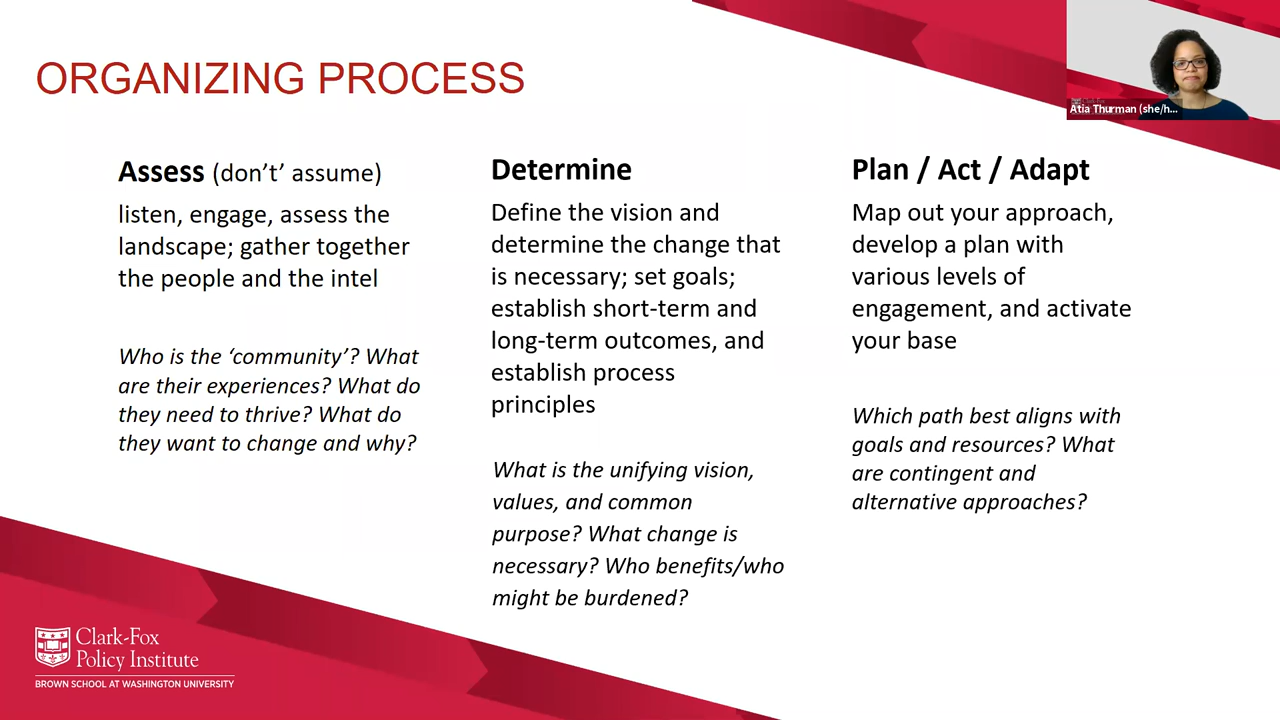 ORGANIZING PROCESS
Atia Thurman (she/h...
Assess (don't' assume)
listen, engage, assess the
landscape; gather together
the people and the intel
Who is the 'community'? What
are their experiences? What do
they need to thrive? What do
they want to change and why?
Determine
Define the vision and
determine the change that
is necessary; set goals;
establish short-term and
long-term outcomes, and
establish process
principles
What is the unifying vision,
values, and common
purpose? What change is
necessary? Who benefits/who
might be burdened?
Plan / Act / Adapt
Map out your approach,
develop a plan with
various levels of
engagement, and activate
your base
Which path best aligns with
goals and resources? What
are contingent and
alternative approaches?
Clark-Fox
Policy Institute
BROWN SCHOOL AT WASHINGTON UNIVERSITY